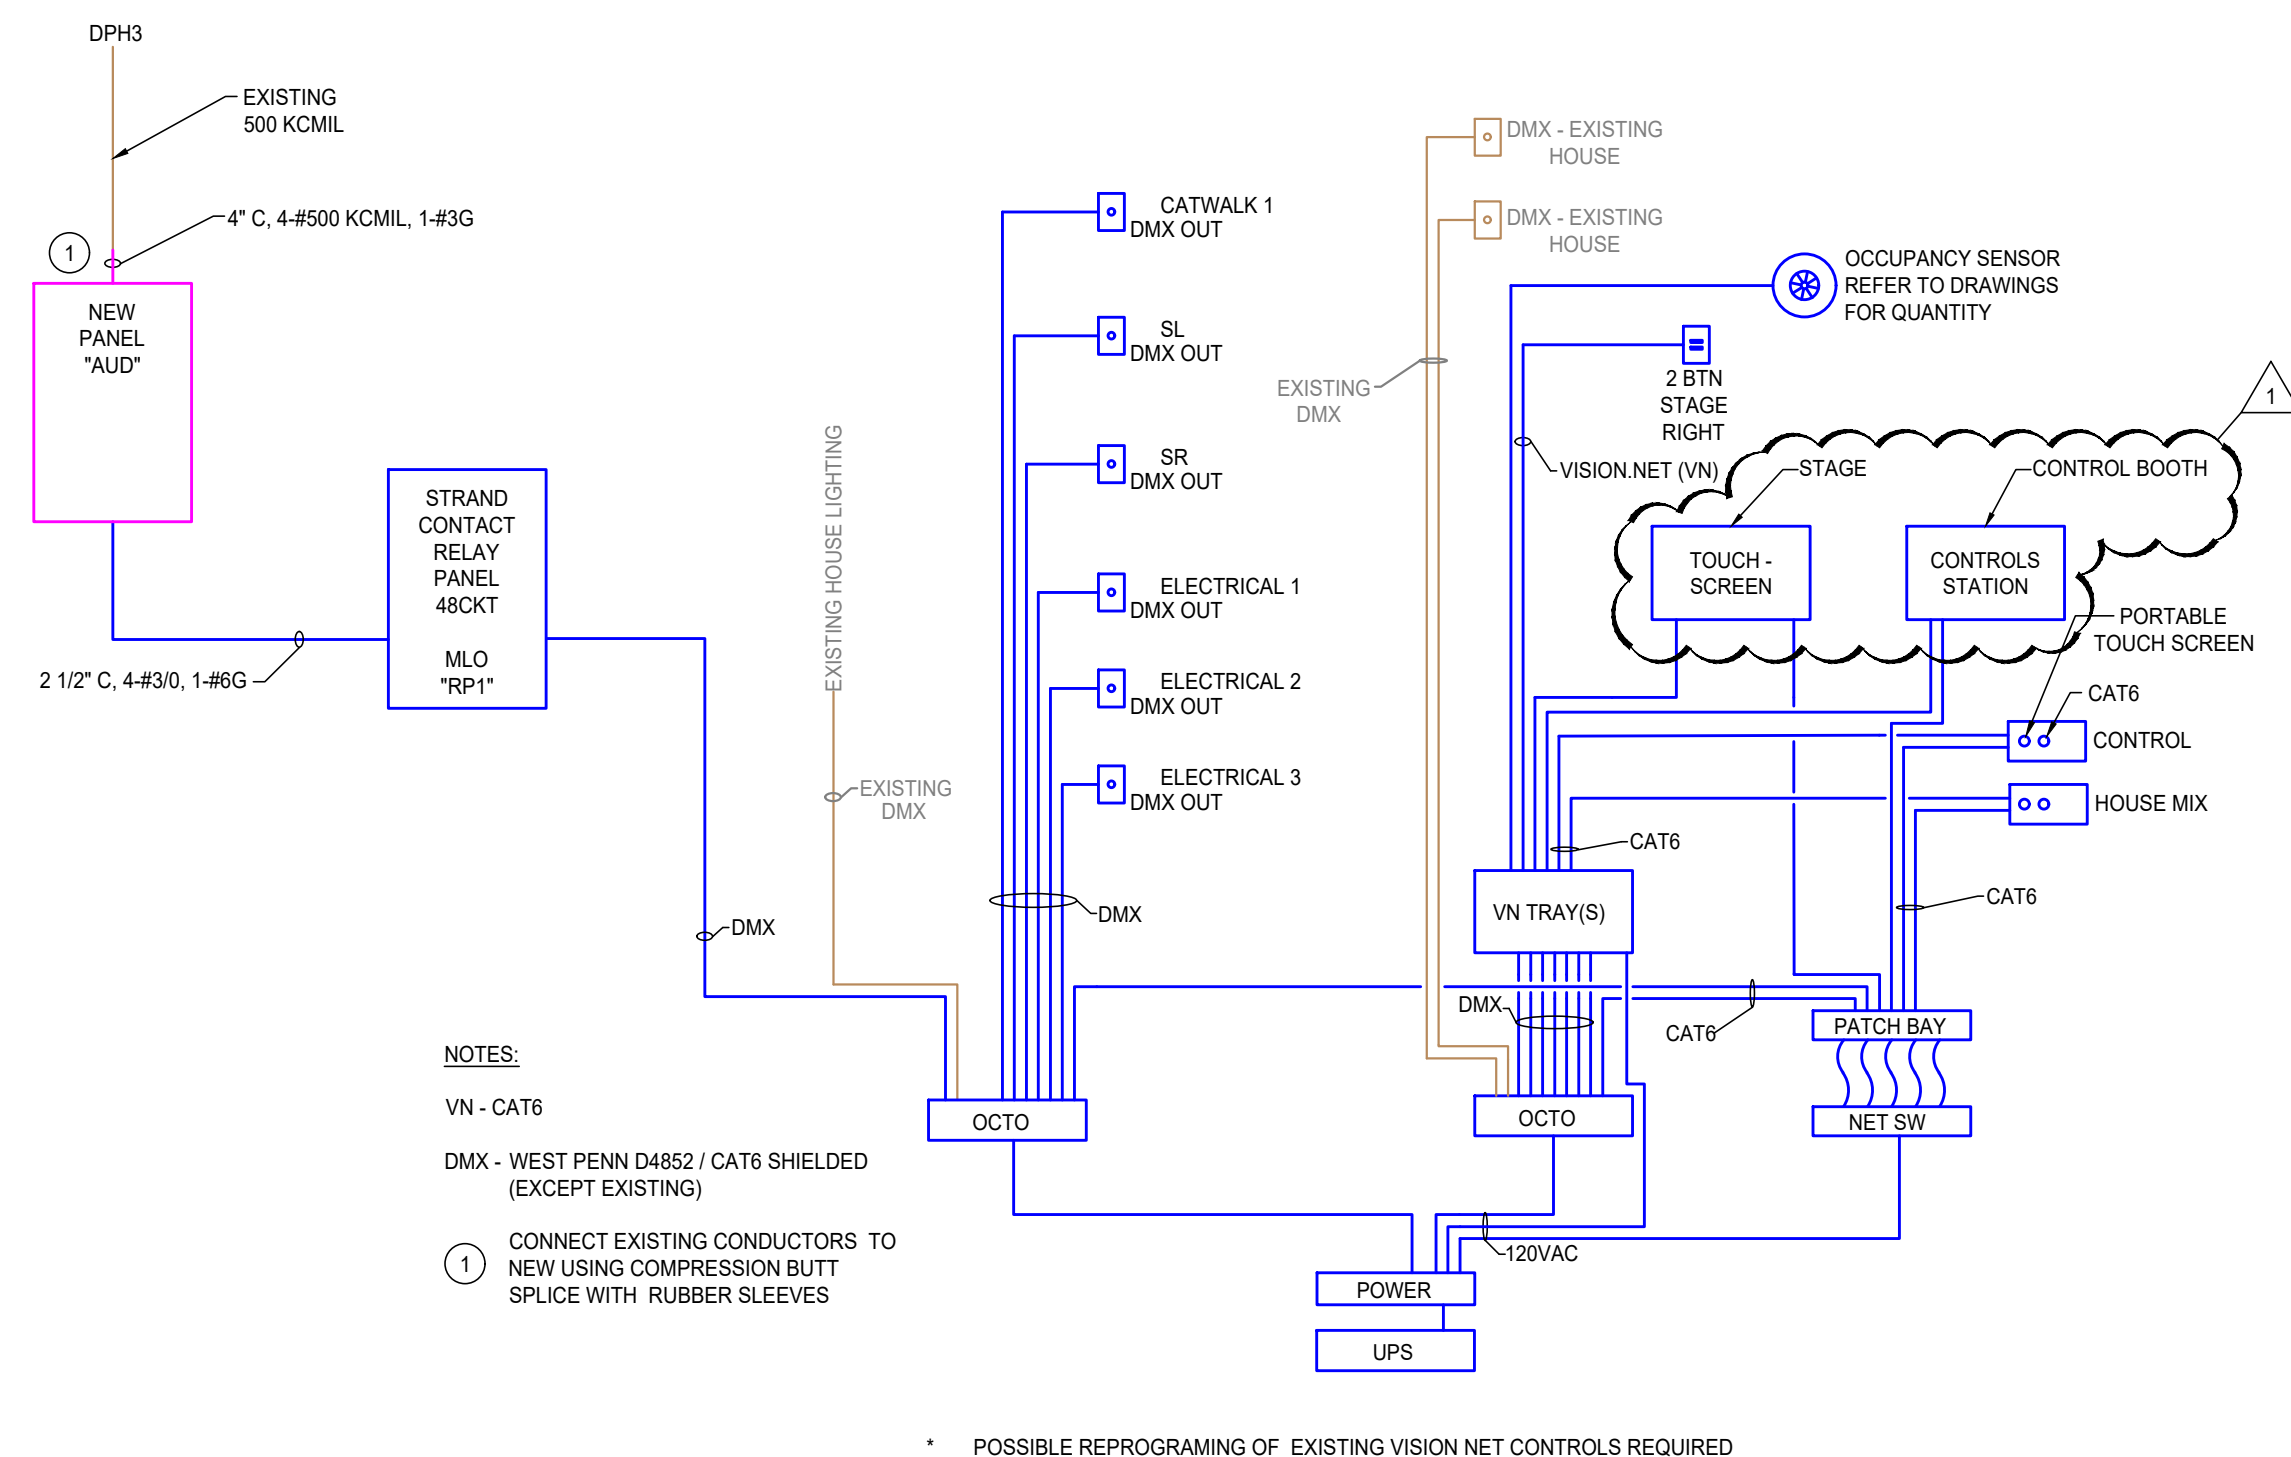 DPH3
EXISTING
500 KCMIL
4" C, 4-#500 KCMIL, 1-#3G
1
NEW
PANEL
"AUD"
STRAND
CONTACT
RELAY
PANEL
48CKT
MLO
"RP1"
2 1/2" C, 4-#3/0, 1-#6G
DMX
EXISTING HOUSE LIGHTING
EXISTING
DMX
CATWALK 1
DMX OUT
SL
DMX OUT
SR
DMX OUT
ELECTRICAL 1
DMX OUT
ELECTRICAL 2
DMX OUT
ELECTRICAL 3
DMX OUT
DMX
DMX - EXISTING
HOUSE
DMX - EXISTING
HOUSE
EXISTING
DMX
OCCUPANCY SENSOR
REFER TO DRAWINGS
FOR QUANTITY
2 BTN
STAGE
RIGHT
1
VISION.NET (VN)
STAGE
CONTROL BOOTH
TOUCH -
SCREEN
CONTROLS
STATION
PORTABLE
TOUCH SCREEN
CAT6
CONTROL
HOUSE MIX
CAT6
CAT6
VN TRAY(S)
DMX
CAT6
PATCH BAY
NET SW
OCTO
OCTO
120VAC
POWER
UPS
NOTES:
VN - CAT6
DMX - WEST PENN D4852 / CAT6 SHIELDED
(EXCEPT EXISTING)
1
CONNECT EXISTING CONDUCTORS TO
NEW USING COMPRESSION BUTT
SPLICE WITH RUBBER SLEEVES
* POSSIBLE REPROGRAMING OF EXISTING VISION NET CONTROLS REQUIRED